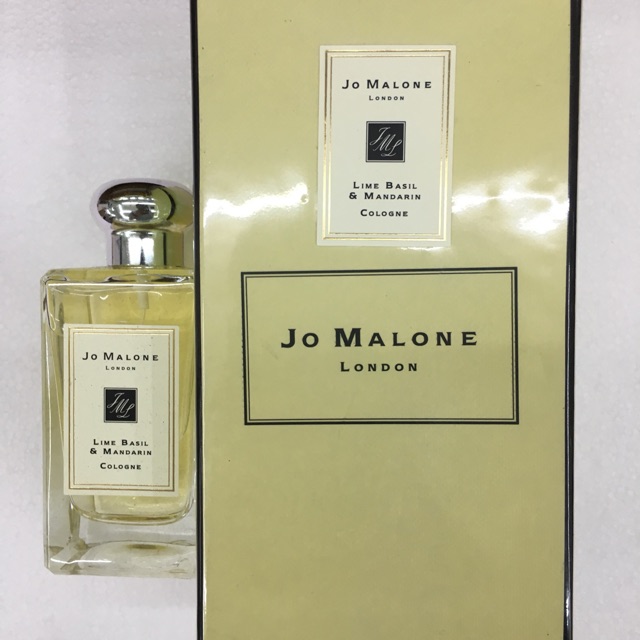 Jo Malone
London
JML
Lime Basil
& Mandarin
Cologne
Jo Malone
London
Jo Malone
London
JML
Lime Basil
& Mandarin
Cologne